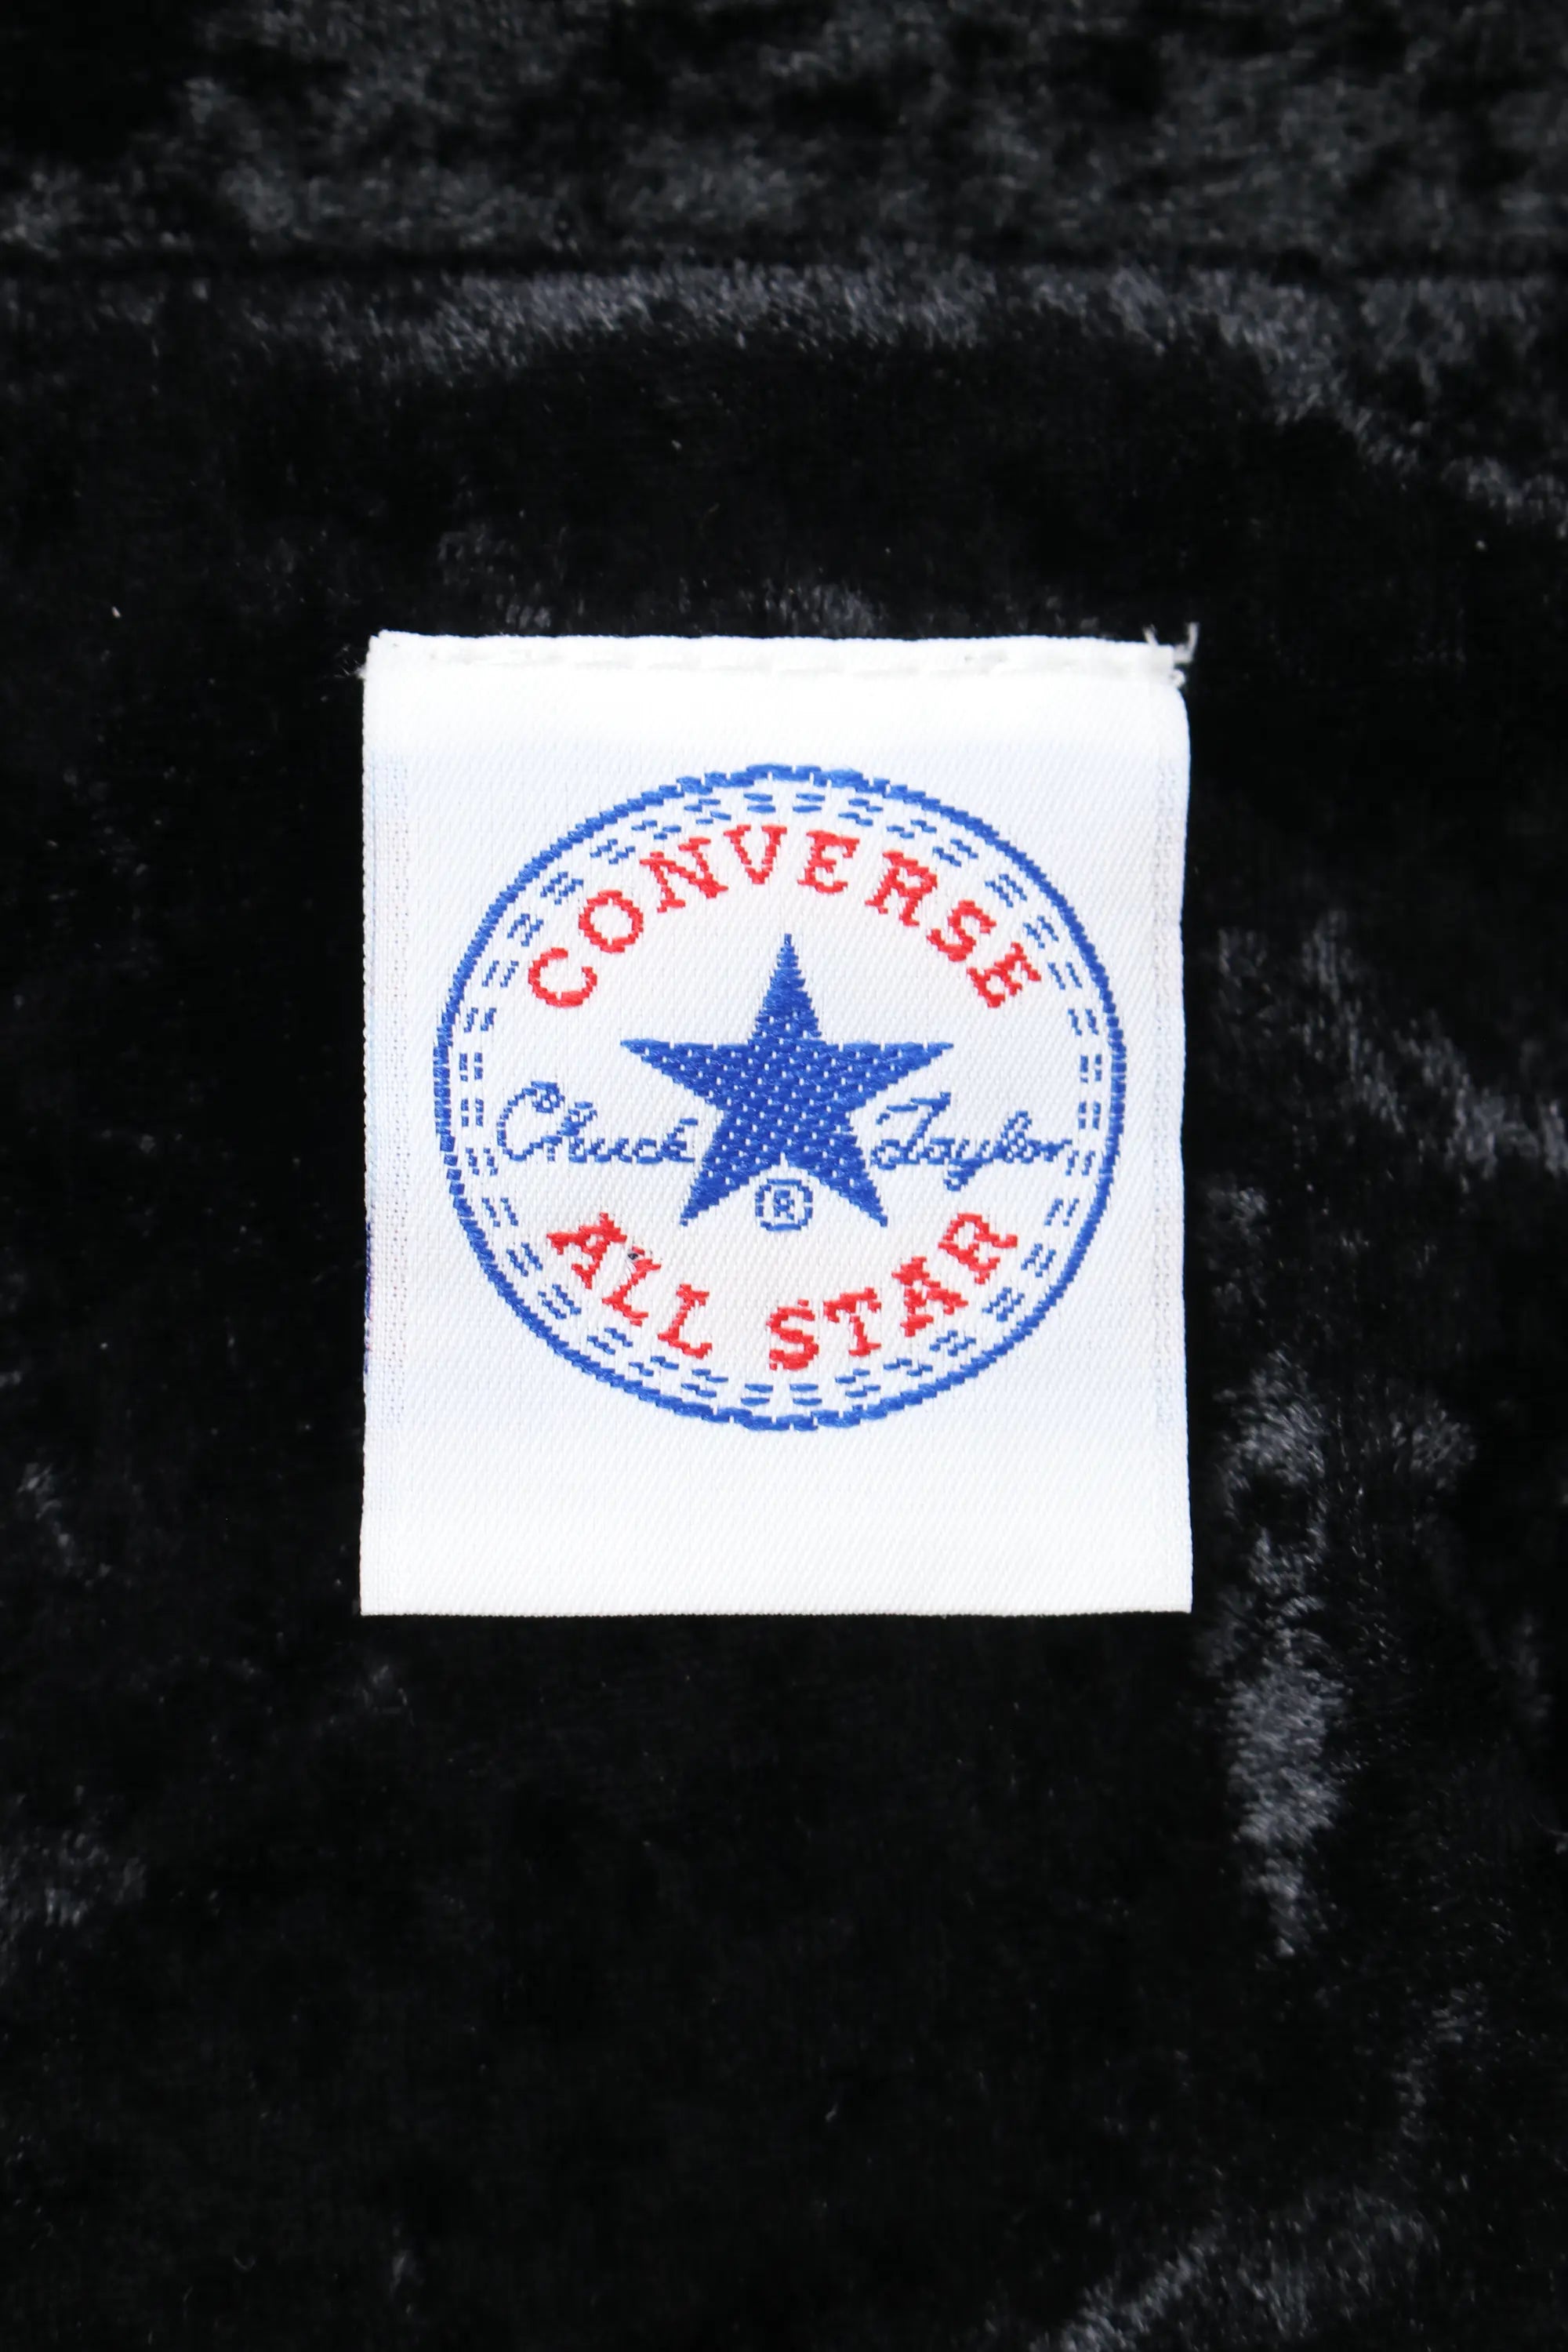 CONVERSE
Chuck Taylor
®
ALL STAR